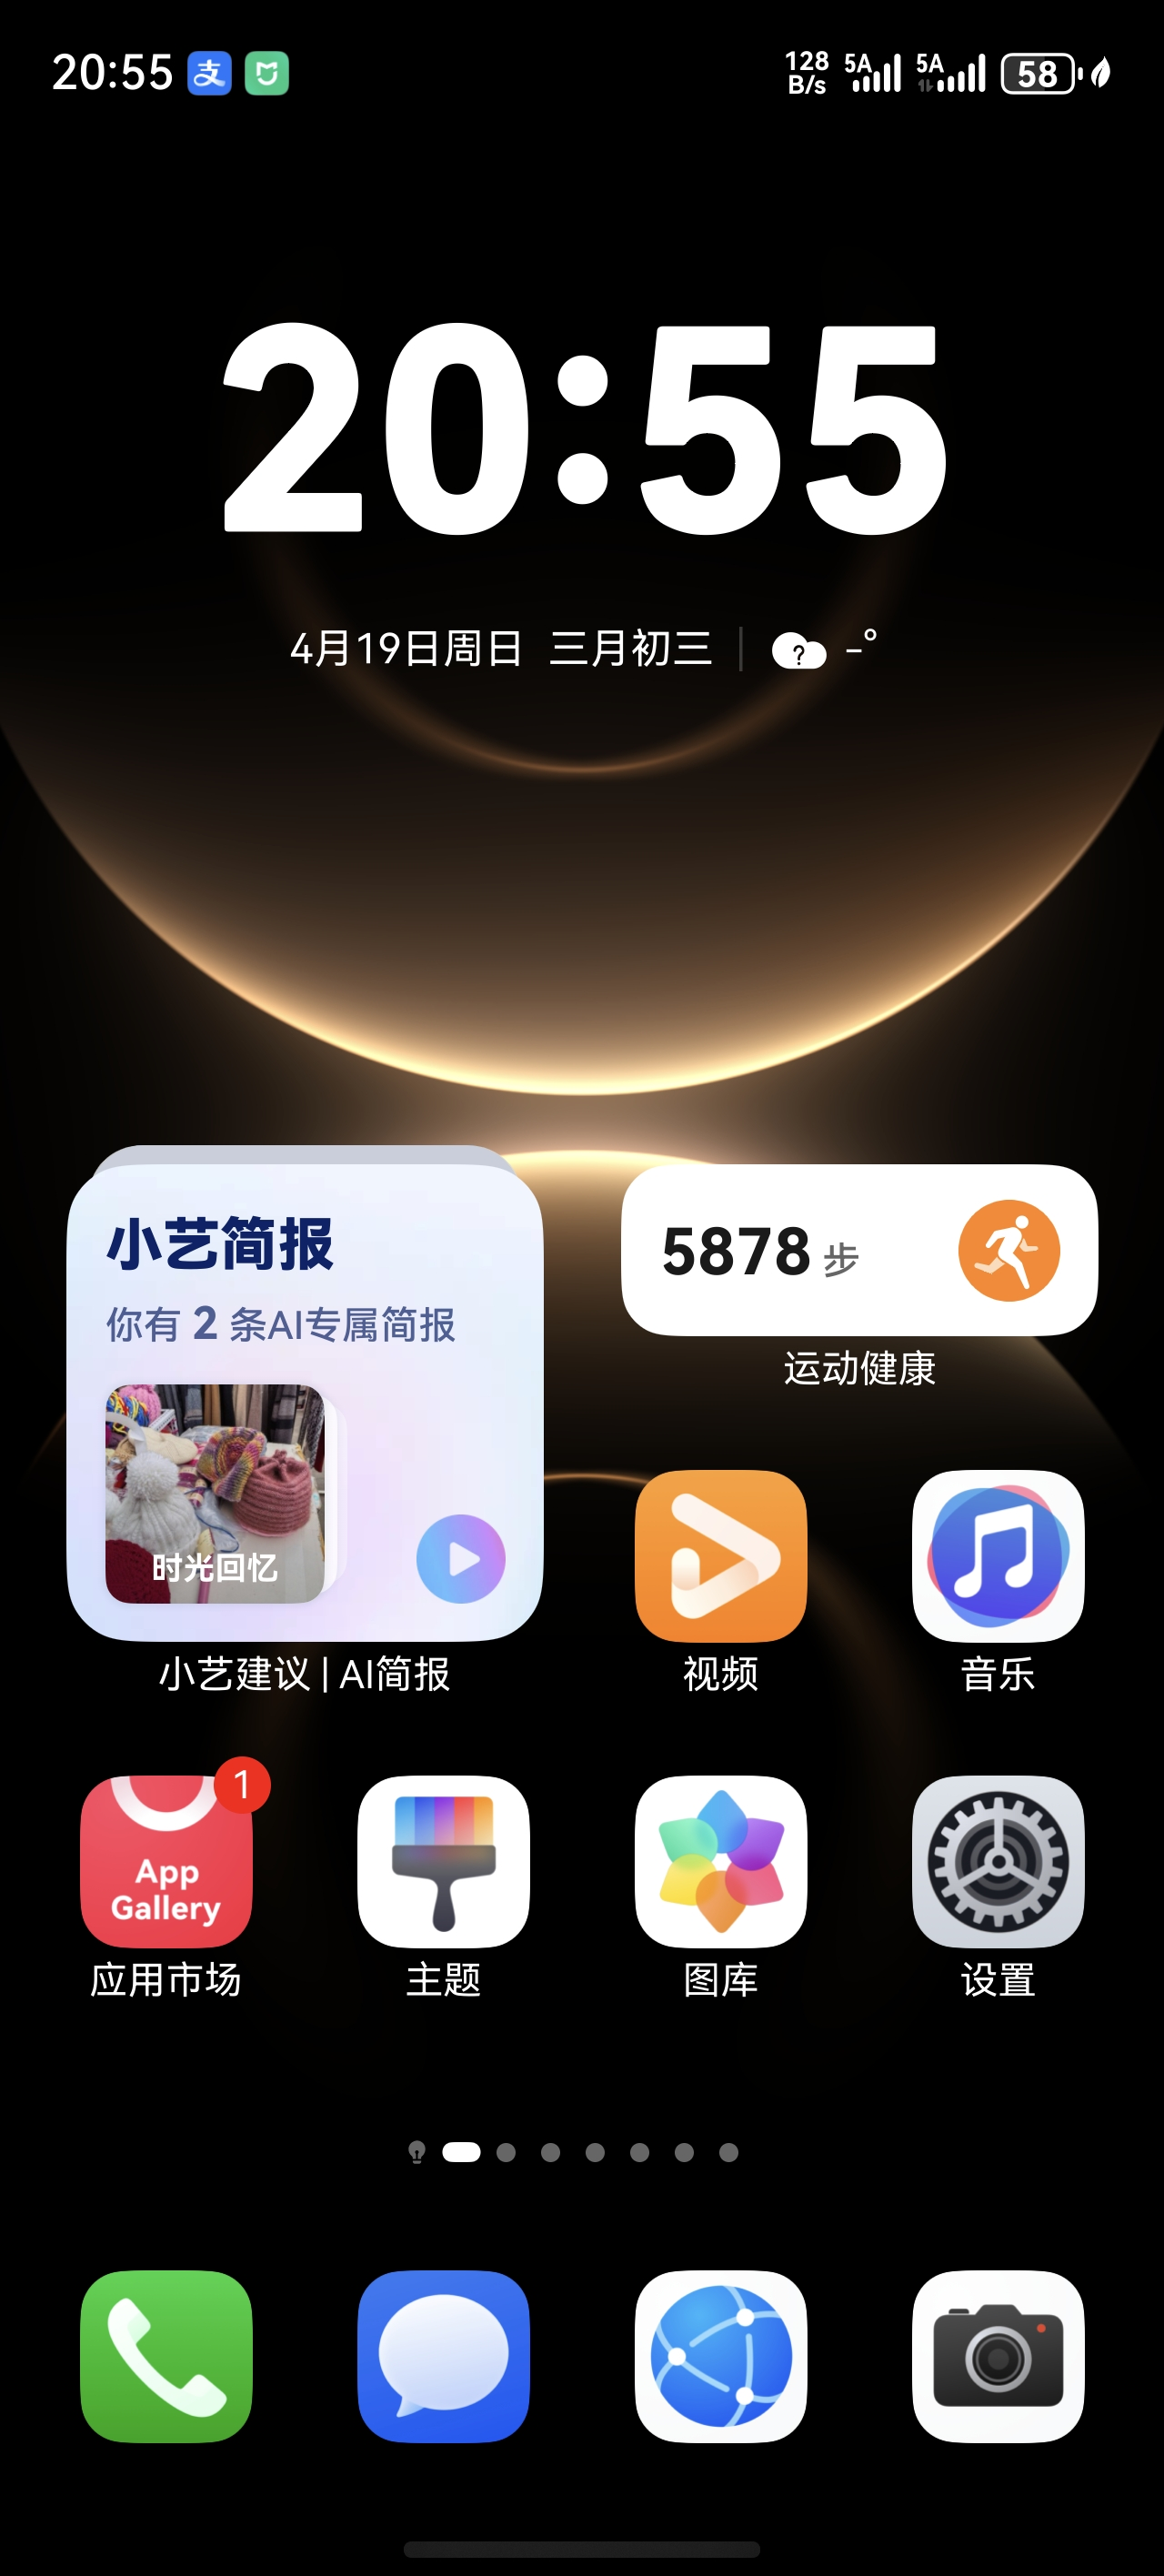 20:55 支
128 B/s 5A 5A 58
20:55
4月19日周日 三月初三 ? -°
小艺简报
你有 2 条AI专属简报
时光回忆
小艺建议 | AI简报
5878 步
运动健康
视频 音乐
1
App
Gallery
应用市场 主题 图库 设置